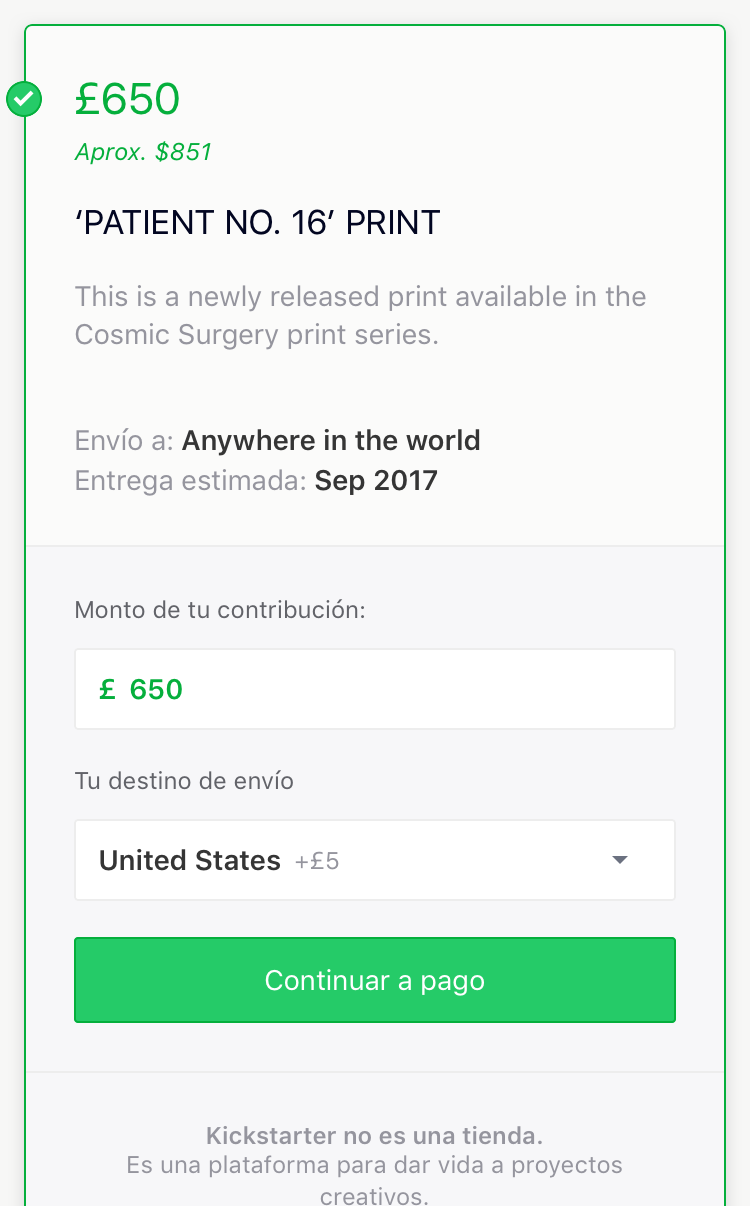 £650
Aprox. $851
‘PATIENT NO. 16’ PRINT
This is a newly released print available in the
Cosmic Surgery print series.
Envío a: Anywhere in the world
Entrega estimada: Sep 2017
Monto de tu contribución:
£ 650
Tu destino de envío
United States +£5
Continuar a pago
Kickstarter no es una tienda.
Es una plataforma para dar vida a proyectos
creativos.